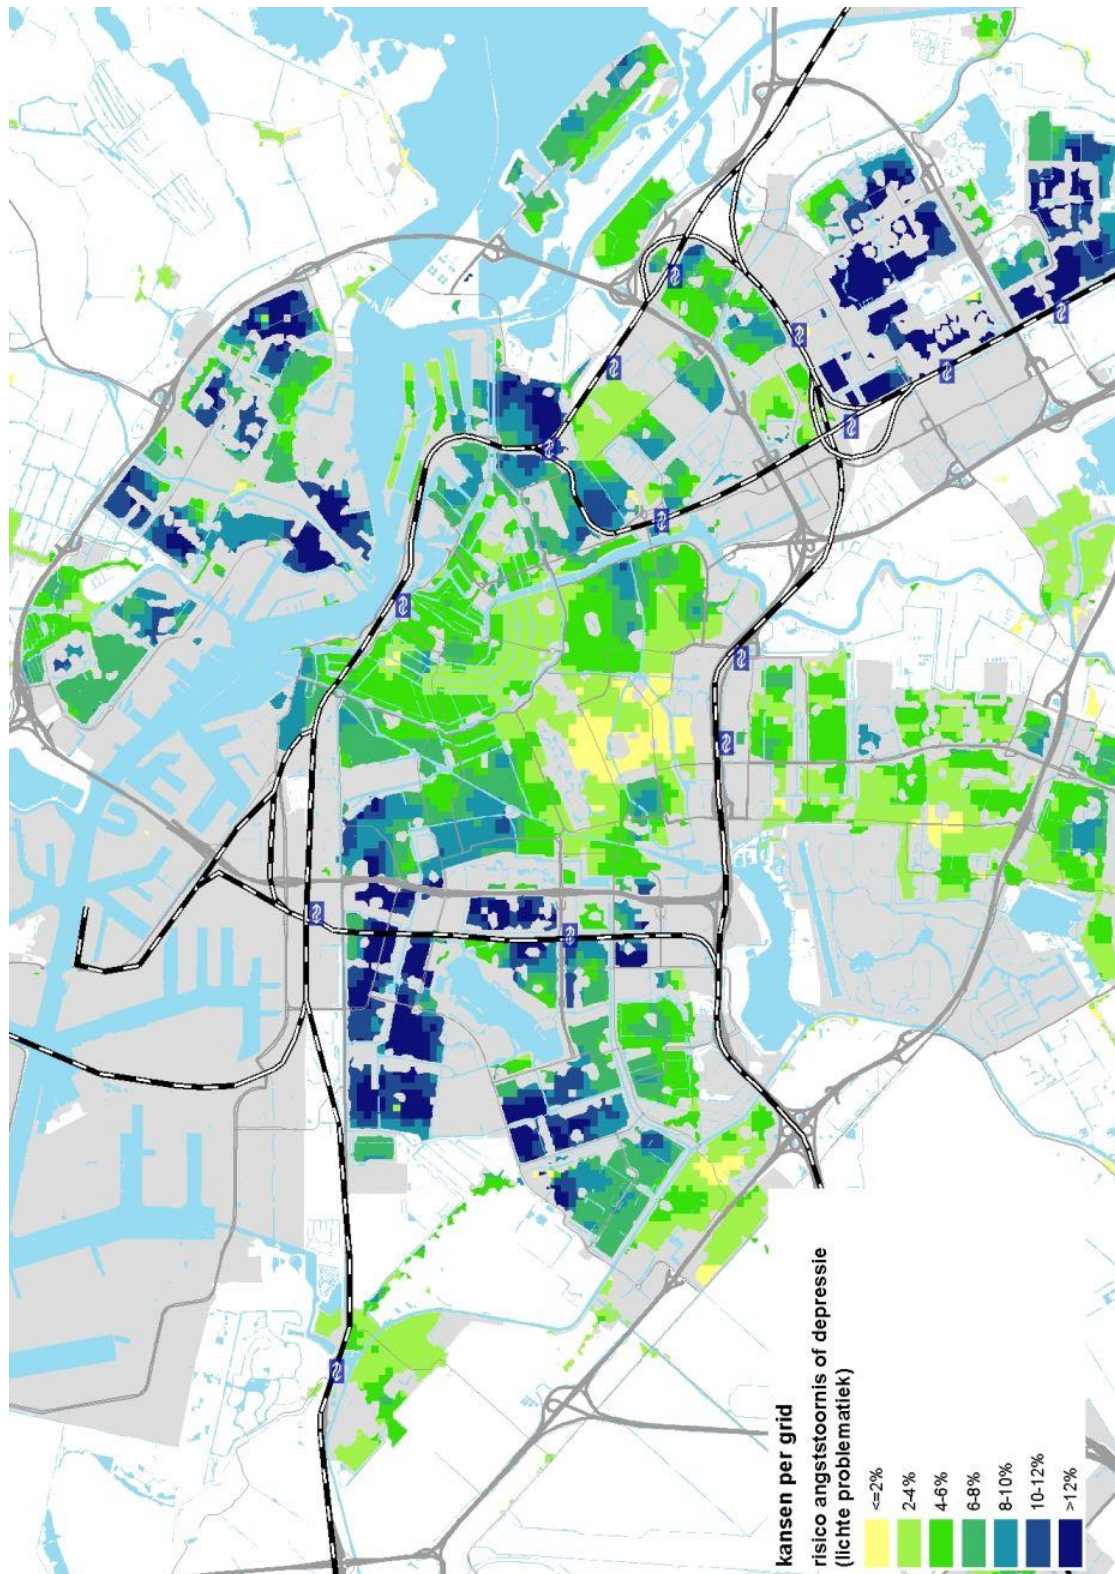 kansen per grid
risico angststoornis of depressie
(lichte problematiek)
<=2%
2-4%
4-6%
6-8%
8-10%
10-12%
>12%